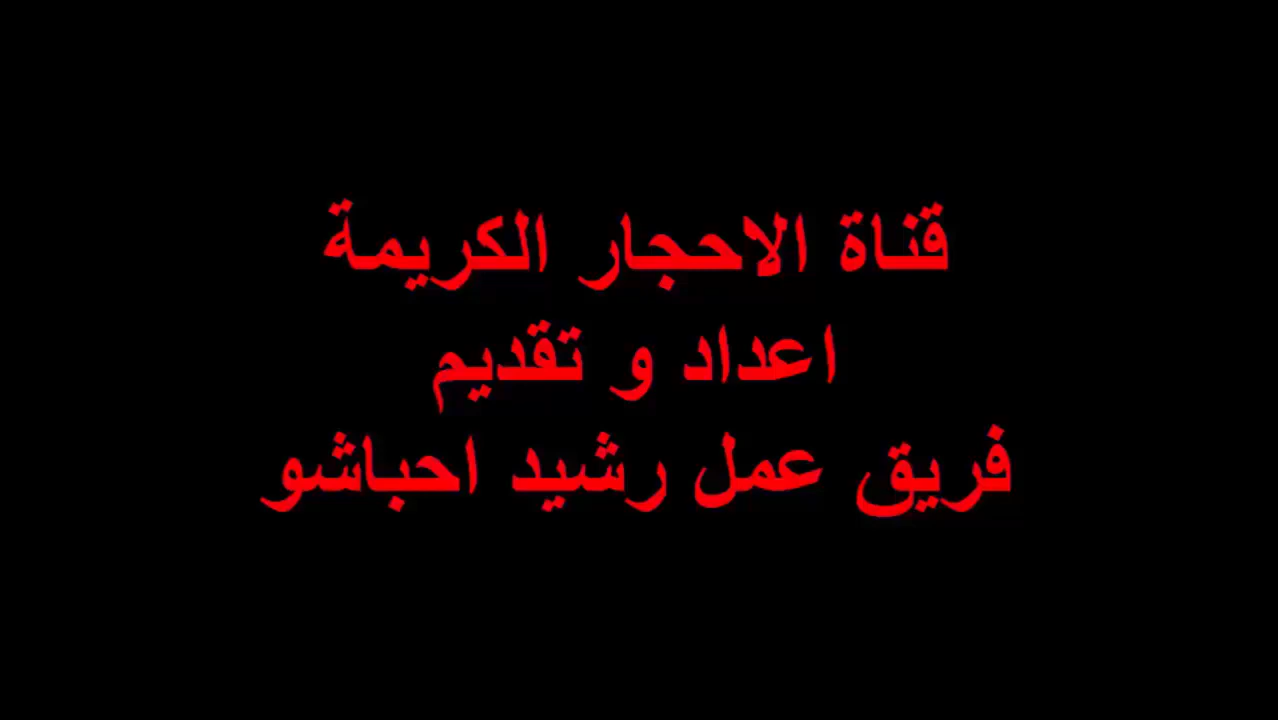 قناة الاحجار الكريمة
اعداد و تقديم
فريق عمل رشيد احباشو